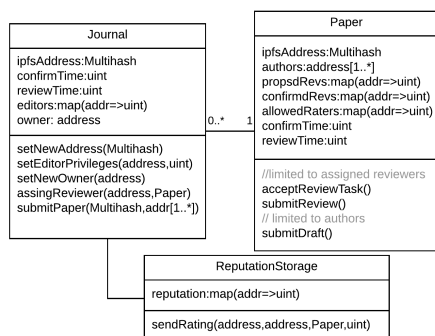 Journal
ipfsAddress:Multihash
confirmTime:uint
reviewTime:uint
editors:map(addr=>uint)
owner: address
setNewAddress(Multihash)
setEditorPrivileges(address,uint)
setNewOwner(address)
assingReviewer(address,Paper)
submitPaper(Multihash,addr[1..*])
0..*
1
Paper
ipfsAddress:Multihash
authors:address[1..*]
propsdRevs:map(addr=>uint)
confirmdRevs:map(addr=>uint)
allowedRaters:map(addr=>uint)
confirmTime:uint
reviewTime:uint
//limited to assigned reviewers
acceptReviewTask()
submitReview()
// limited to authors
submitDraft()
ReputationStorage
reputation:map(addr=>uint)
sendRating(address,address,Paper,uint)